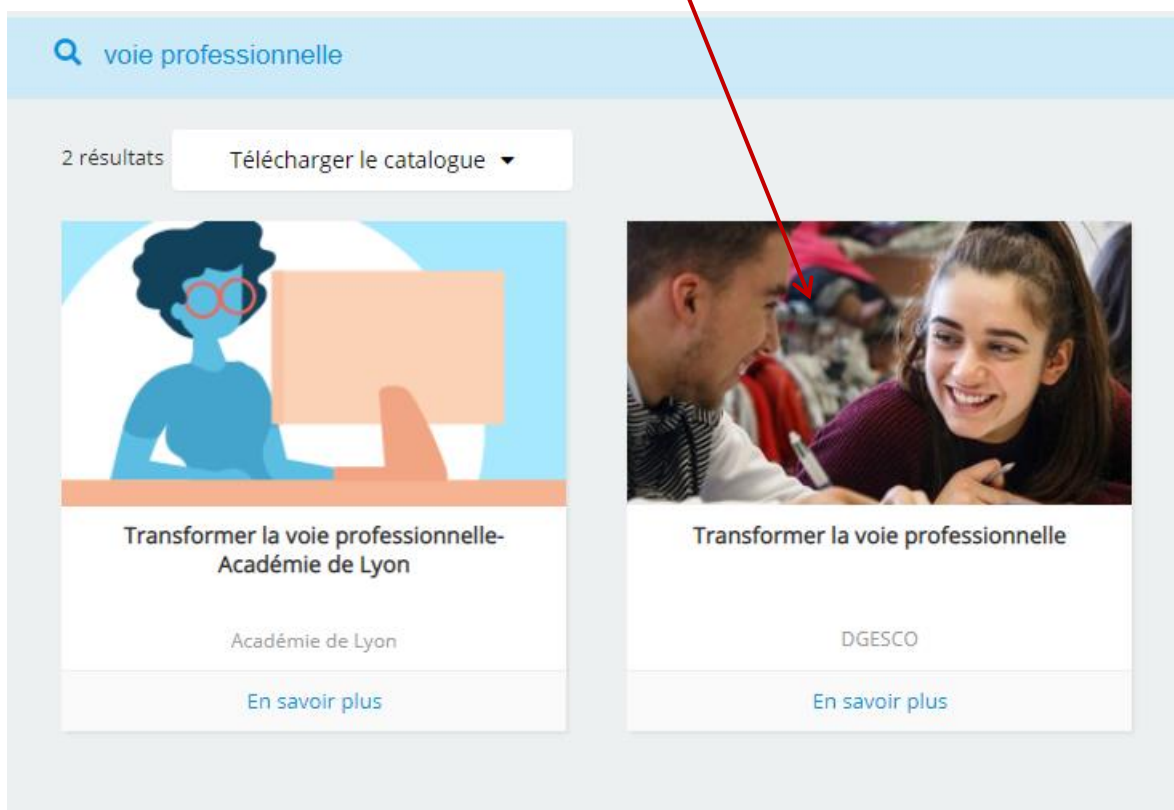 voie professionnelle
2 résultats
Télécharger le catalogue
Transformer la voie professionnelle-
Académie de Lyon
Académie de Lyon
En savoir plus
Transformer la voie professionnelle
DGESCO
En savoir plus